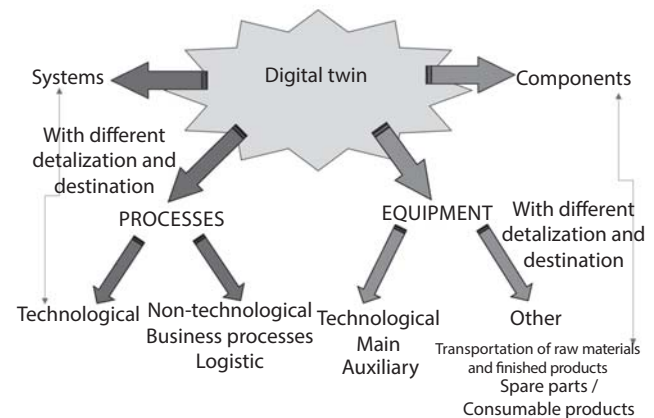 Digital twin
Systems
Components
With different
detalization and
destination
PROCESSES
EQUIPMENT
With different
detalization and
destination
Technological
Non-technological
Business processes
Logistic
Technological
Main
Auxiliary
Other
Transportation of raw materials
and finished products
Spare parts /
Consumable products